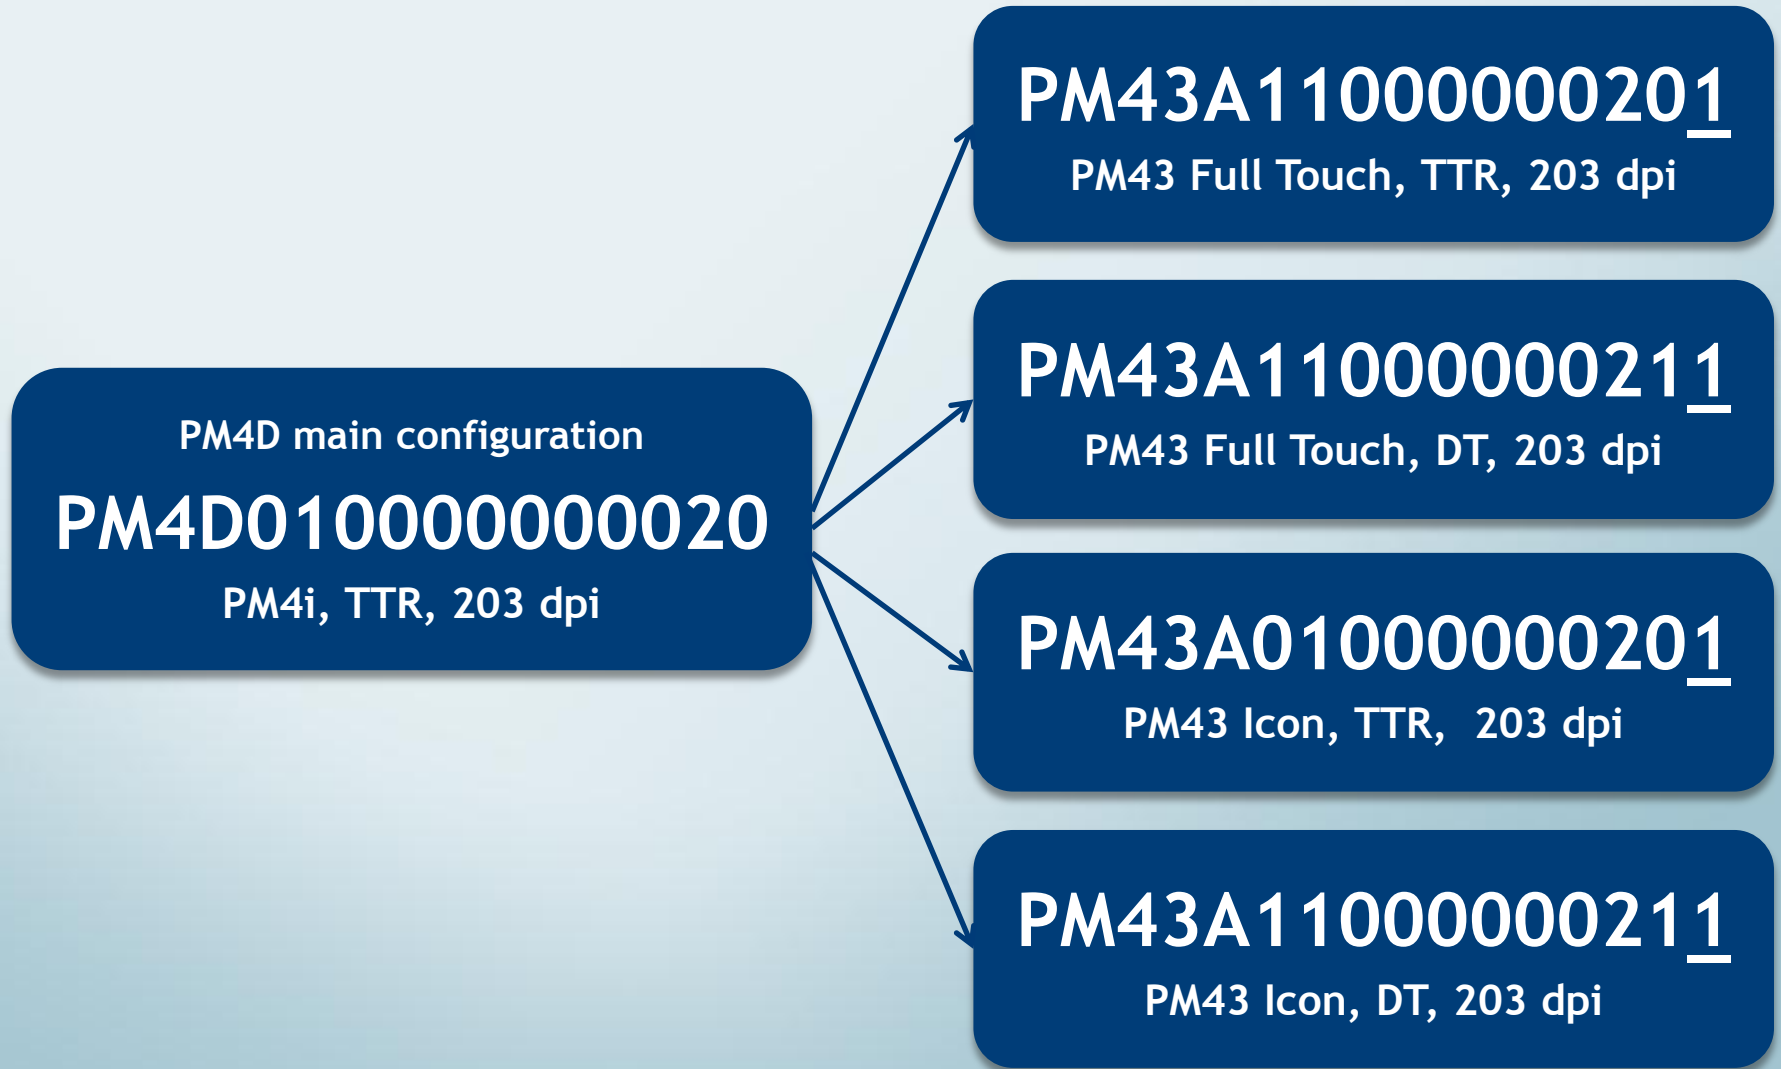 PM4D main configuration
PM4D010000000020
PM4i, TTR, 203 dpi
PM43A11000000201
PM43 Full Touch, TTR, 203 dpi
PM43A11000000211
PM43 Full Touch, DT, 203 dpi
PM43A01000000201
PM43 Icon, TTR,  203 dpi
PM43A11000000211
PM43 Icon, DT, 203 dpi